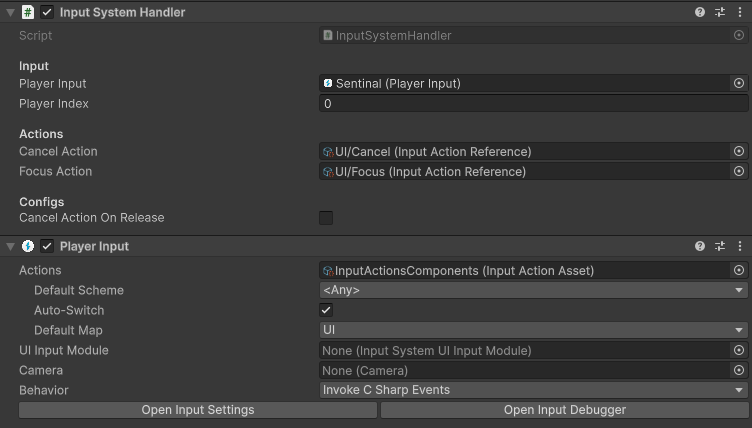 Input System Handler
Script InputSystemHandler
Input
Player Input Sentinal (Player Input)
Player Index 0
Actions
Cancel Action UI/Cancel (Input Action Reference)
Focus Action UI/Focus (Input Action Reference)
Configs
Cancel Action On Release
Player Input
Actions InputActionsComponents (Input Action Asset)
Default Scheme <Any>
Auto-Switch
Default Map UI
UI Input Module None (Input System UI Input Module)
Camera None (Camera)
Behavior Invoke C Sharp Events
Open Input Settings Open Input Debugger